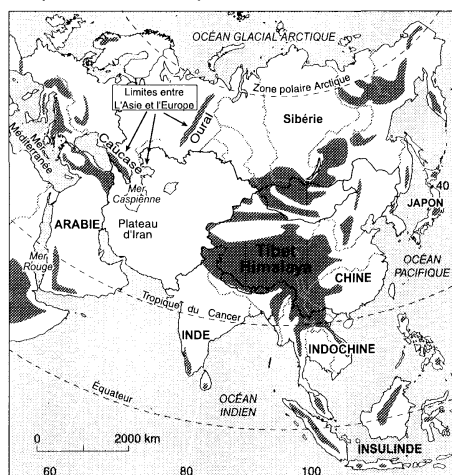 OCÉAN GLACIAL ARCTIQUE
Zone polaire Arctique
Limites entre
L'Asie et l'Europe
Oural
Sibérie
Caucase
Mer
Méditerranée
Mer
Caspienne
40
JAPON
ARABIE
Plateau
d'Iran
Tibet
Himalaya
OCÉAN
PACIFIQUE
Mer
Rouge
CHINE
Tropique du Cancer
INDE
INDOCHINE
Équateur
OCÉAN
INDIEN
0 2000 km
INSULINDE
60 80 100